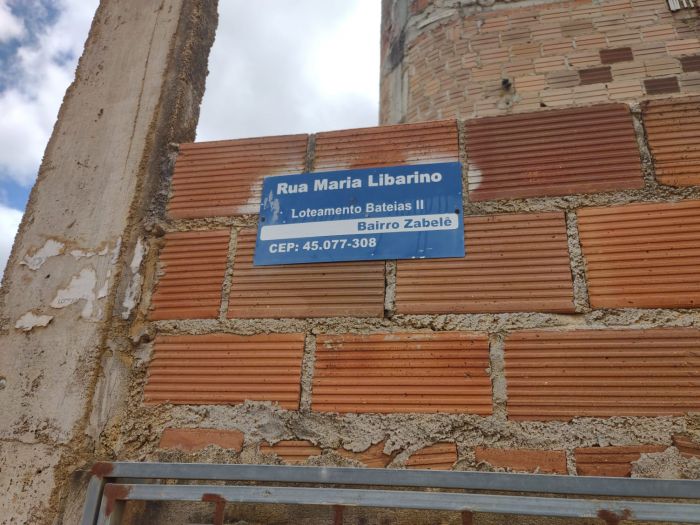 Rua Maria Libarino
Loteamento Bateias II
Bairro Zabelê
CEP: 45.077-308